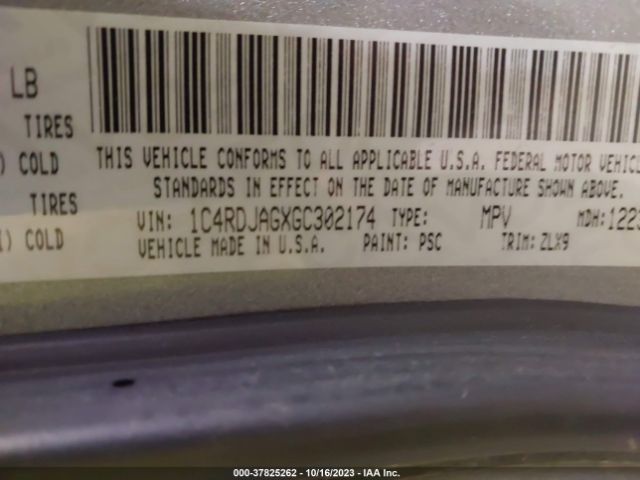 LB
TIRES
) COLD
TIRES
I) COLD
THIS VEHICLE CONFORMS TO ALL APPLICABLE U.S.A. FEDERAL MOTOR VEHICL
STANDARDS IN EFFECT ON THE DATE OF MANUFACTURE SHOWN ABOVE.
VIN: 1C4RDJAGXGC302174 TYPE: MPV MDH:1223
VEHICLE MADE IN U.S.A. PAINT: PSC TRIM: ZLX9
000-37825262 - 10/16/2023 - IAA Inc.